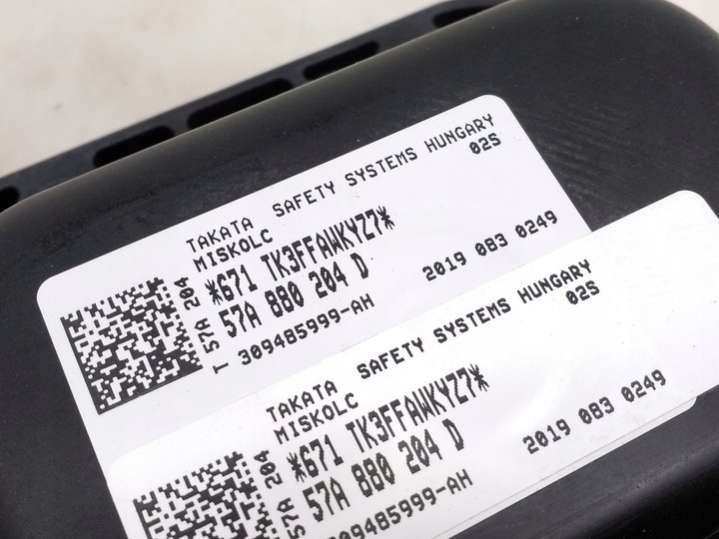 TAKATA SAFETY SYSTEMS HUNGARY
MISKOLC 02S
*671 TK3FFAWKYZ7*
57A 880 204 D
T 309485999-AH 2019 083 0249
57A 204
TAKATA SAFETY SYSTEMS HUNGARY
MISKOLC 02S
*671 TK3FFAWKYZ7*
57A 880 204 D
309485999-AH 2019 083 0249
57A 204